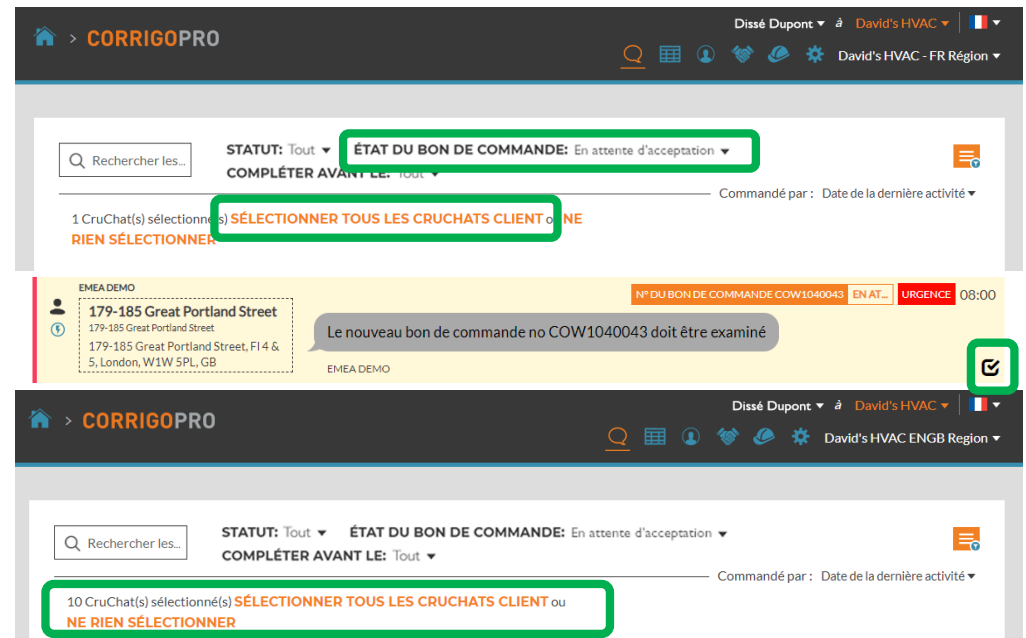 Dissé Dupont à David's HVAC
> CORRIGOPRO
David's HVAC - FR Région
Rechercher les...
STATUT: Tout ÉTAT DU BON DE COMMANDE: En attente d'acceptation
COMPLÉTER AVANT LE: Tout
Commandé par : Date de la dernière activité
1 CruChat(s) sélectionné(s) SÉLECTIONNER TOUS LES CRUCHATS CLIENT ou NE
RIEN SÉLECTIONNER
EMEA DEMO
179-185 Great Portland Street
179-185 Great Portland Street
179-185 Great Portland Street, Fl 4 &
5, London, W1W 5PL, GB
N° DU BON DE COMMANDE COW1040043 EN AT... URGENCE 08:00
Le nouveau bon de commande no COW1040043 doit être examiné
EMEA DEMO
Dissé Dupont à David's HVAC
> CORRIGOPRO
David's HVAC ENGB Region
Rechercher les...
STATUT: Tout ÉTAT DU BON DE COMMANDE: En attente d'acceptation
COMPLÉTER AVANT LE: Tout
Commandé par : Date de la dernière activité
10 CruChat(s) sélectionné(s) SÉLECTIONNER TOUS LES CRUCHATS CLIENT ou
NE RIEN SÉLECTIONNER